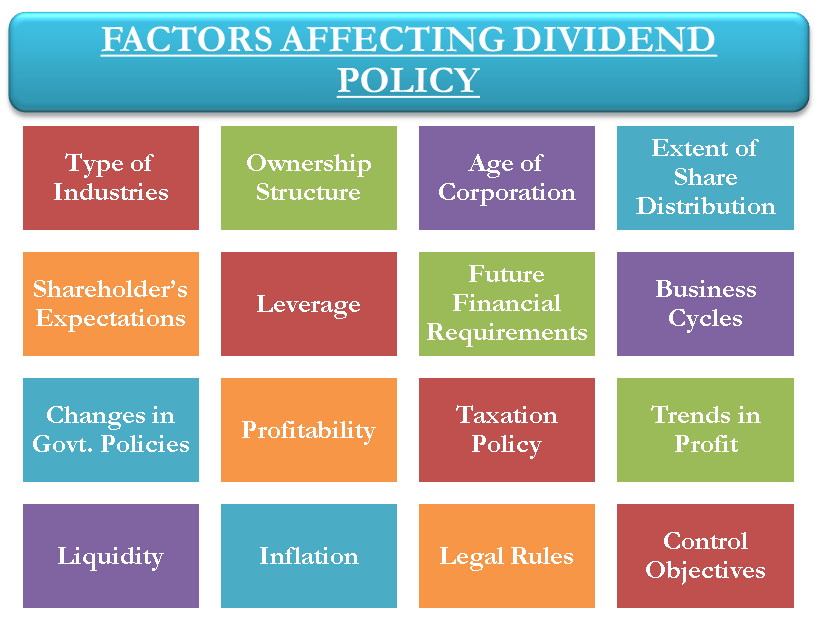 FACTORS AFFECTING DIVIDEND
POLICY
Type of
Industries
Ownership
Structure
Age of
Corporation
Extent of
Share
Distribution
Shareholder’s
Expectations
Leverage
Future
Financial
Requirements
Business
Cycles
Changes in
Govt. Policies
Profitability
Taxation
Policy
Trends in
Profit
Liquidity
Inflation
Legal Rules
Control
Objectives